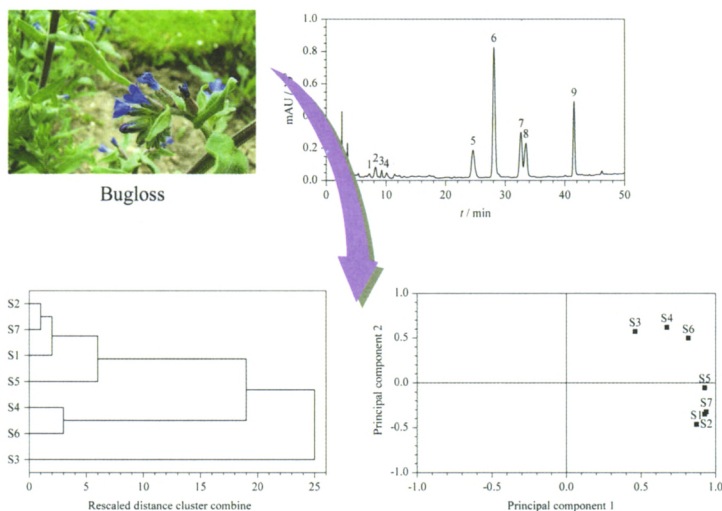 1.0
0.8
0.6
0.4
0.2
0
mAU /
1
2
3
4
5
6
7
8
9
10
20
30
40
50
t / min
Bugloss
S2
S7
S1
S5
S4
S6
S3
0
5
10
15
20
25
Rescaled distance cluster combine
1.0
0.5
0.0
-0.5
-1.0
Principal component 2
S3
S4
S6
S5
S7
S1
S2
-1.0
-0.5
0.0
0.5
1.0
Principal component 1